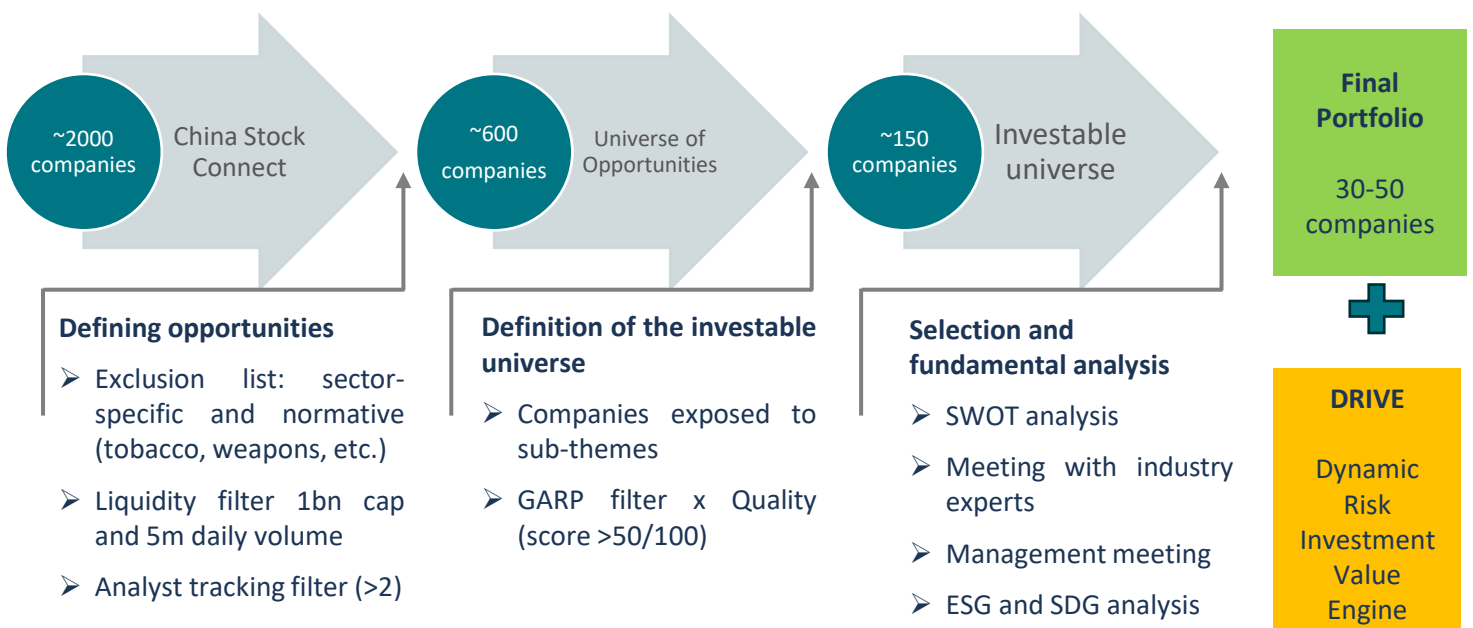 ~2000
companies
China Stock
Connect
~600
companies
Universe of
Opportunities
~150
companies
Investable
universe
Final
Portfolio
30-50
companies
Defining opportunities
➢ Exclusion list: sector-
specific and normative
(tobacco, weapons, etc.)
➢ Liquidity filter 1bn cap
and 5m daily volume
➢ Analyst tracking filter (>2)
Definition of the investable
universe
➢ Companies exposed to
sub-themes
➢ GARP filter x Quality
(score >50/100)
Selection and
fundamental analysis
➢ SWOT analysis
➢ Meeting with industry
experts
➢ Management meeting
➢ ESG and SDG analysis
DRIVE
Dynamic
Risk
Investment
Value
Engine